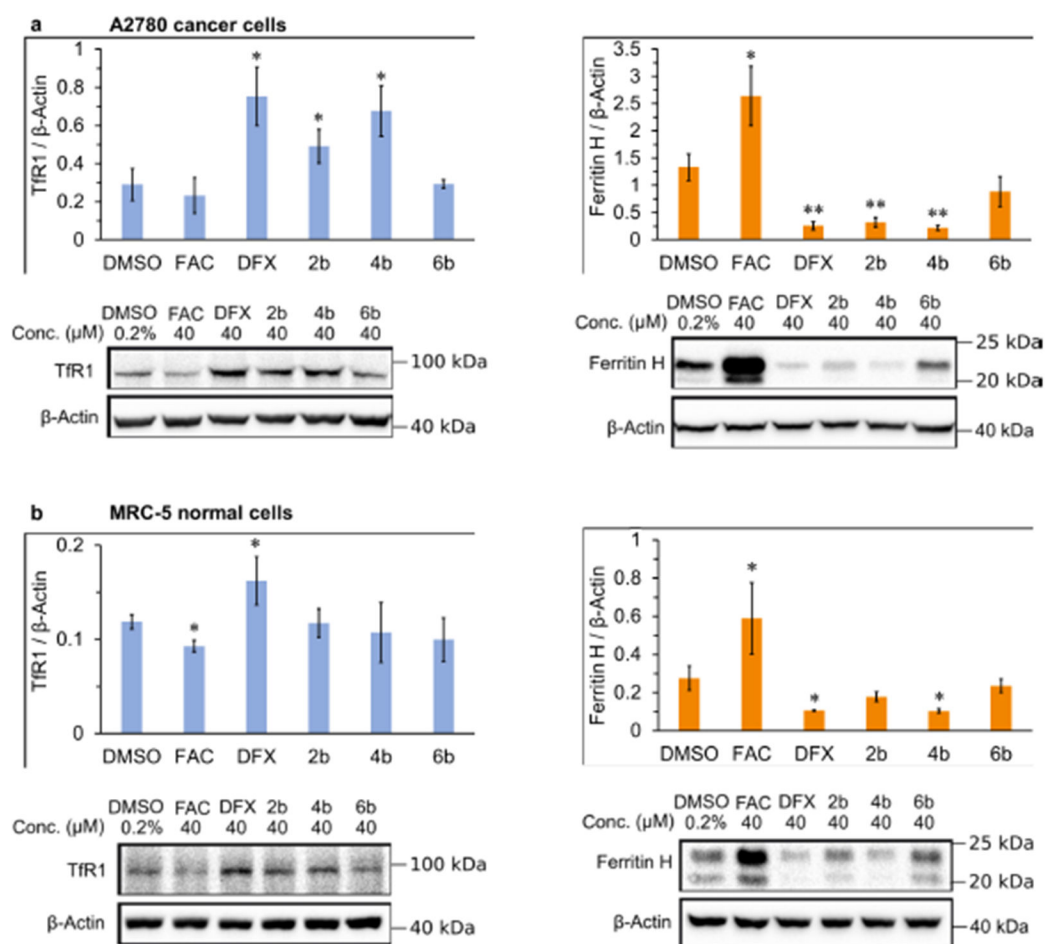 a A2780 cancer cells
TfR1 / β-Actin
1
0.8
0.6
0.4
0.2
0
DMSO FAC DFX 2b 4b 6b
* * *
Ferritin H / β-Actin
3.5
3
2.5
2
1.5
1
0.5
0
DMSO FAC DFX 2b 4b 6b
* ** ** **
DMSO FAC DFX 2b 4b 6b
Conc. (µM) 0.2% 40 40 40 40 40
TfR1 100 kDa
β-Actin 40 kDa
DMSO FAC DFX 2b 4b 6b
Conc. (µM) 0.2% 40 40 40 40 40
Ferritin H 25 kDa
20 kDa
β-Actin 40 kDa
b MRC-5 normal cells
TfR1 / β-Actin
0.2
0.1
0
DMSO FAC DFX 2b 4b 6b
* *
Ferritin H / β-Actin
1
0.8
0.6
0.4
0.2
0
DMSO FAC DFX 2b 4b 6b
* * *
DMSO FAC DFX 2b 4b 6b
Conc. (µM) 0.2% 40 40 40 40 40
TfR1 100 kDa
β-Actin 40 kDa
DMSO FAC DFX 2b 4b 6b
Conc. (µM) 0.2% 40 40 40 40 40
Ferritin H 25 kDa
20 kDa
β-Actin 40 kDa